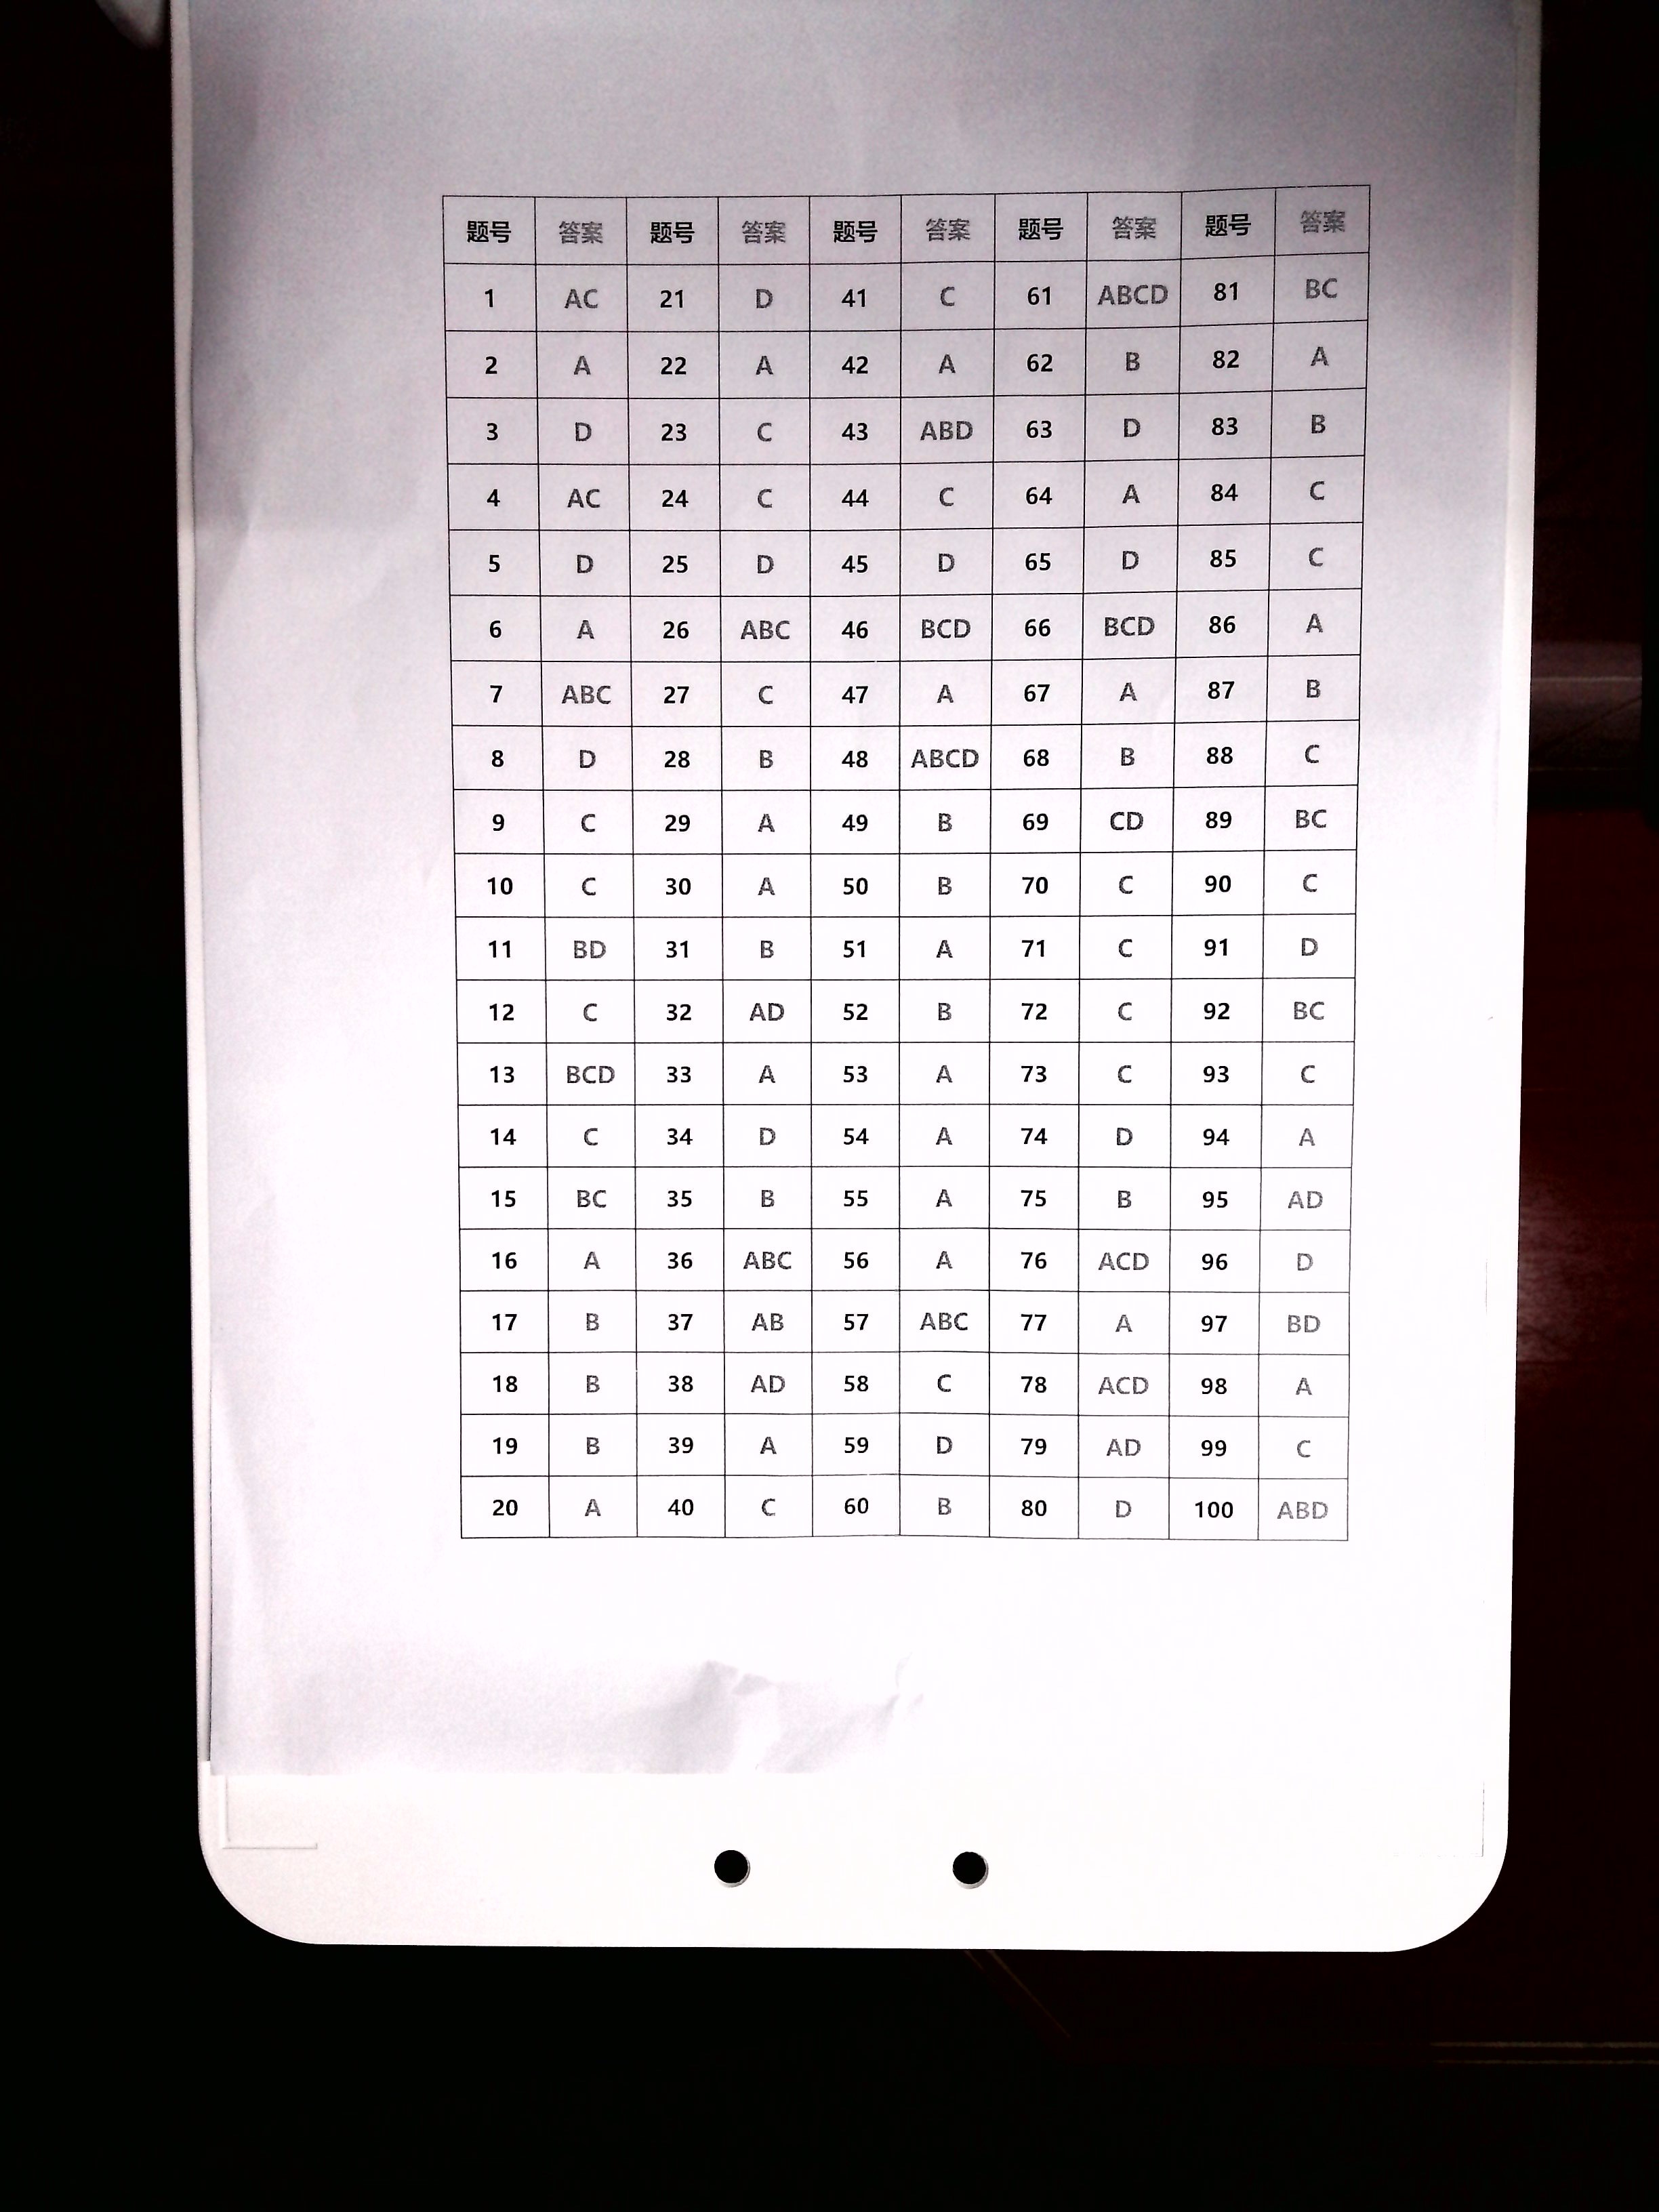 题号 答案 题号 答案 题号 答案 题号 答案 题号 答案
1 AC 21 D 41 C 61 ABCD 81 BC
2 A 22 A 42 A 62 B 82 A
3 D 23 C 43 ABD 63 D 83 B
4 AC 24 C 44 C 64 A 84 C
5 D 25 D 45 D 65 D 85 C
6 A 26 ABC 46 BCD 66 BCD 86 A
7 ABC 27 C 47 A 67 A 87 B
8 D 28 B 48 ABCD 68 B 88 C
9 C 29 A 49 B 69 CD 89 BC
10 C 30 A 50 B 70 C 90 C
11 BD 31 B 51 A 71 C 91 D
12 C 32 AD 52 B 72 C 92 BC
13 BCD 33 A 53 A 73 C 93 C
14 C 34 D 54 A 74 D 94 A
15 BC 35 B 55 A 75 B 95 AD
16 A 36 ABC 56 A 76 ACD 96 D
17 B 37 AB 57 ABC 77 A 97 BD
18 B 38 AD 58 C 78 ACD 98 A
19 B 39 A 59 D 79 AD 99 C
20 A 40 C 60 B 80 D 100 ABD